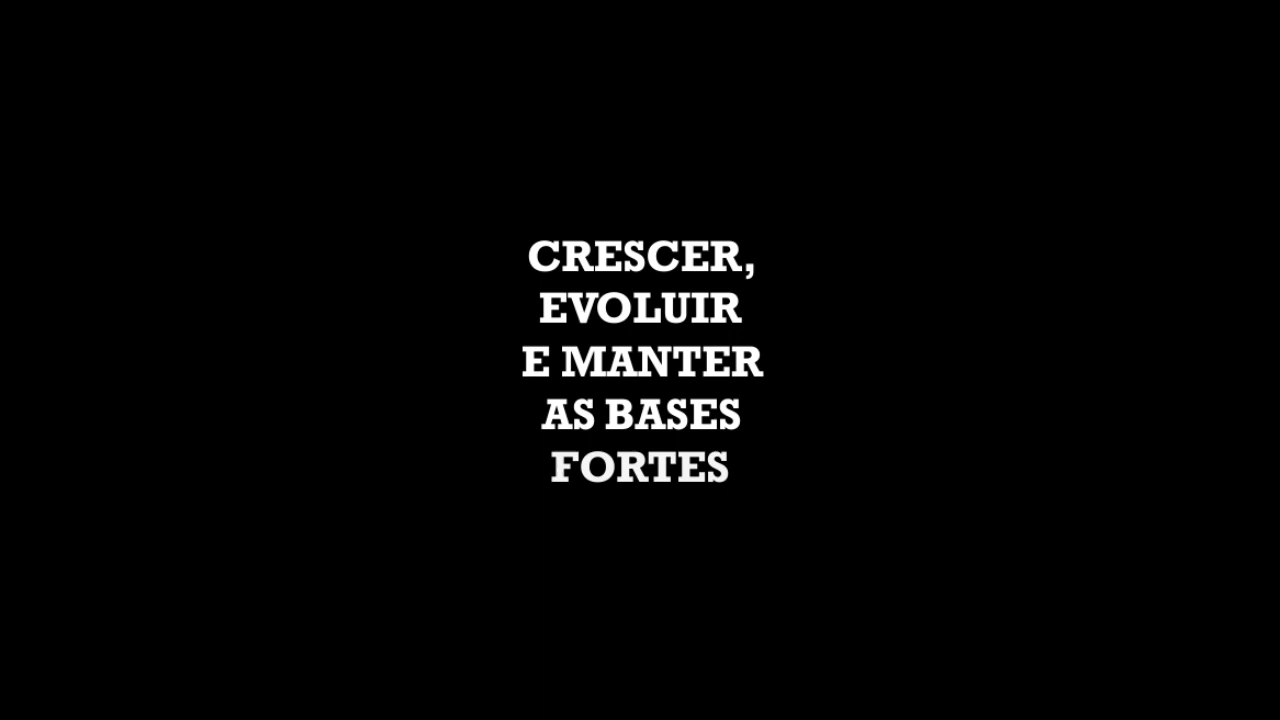 CRESCER,
EVOLUIR
E MANTER
AS BASES
FORTES